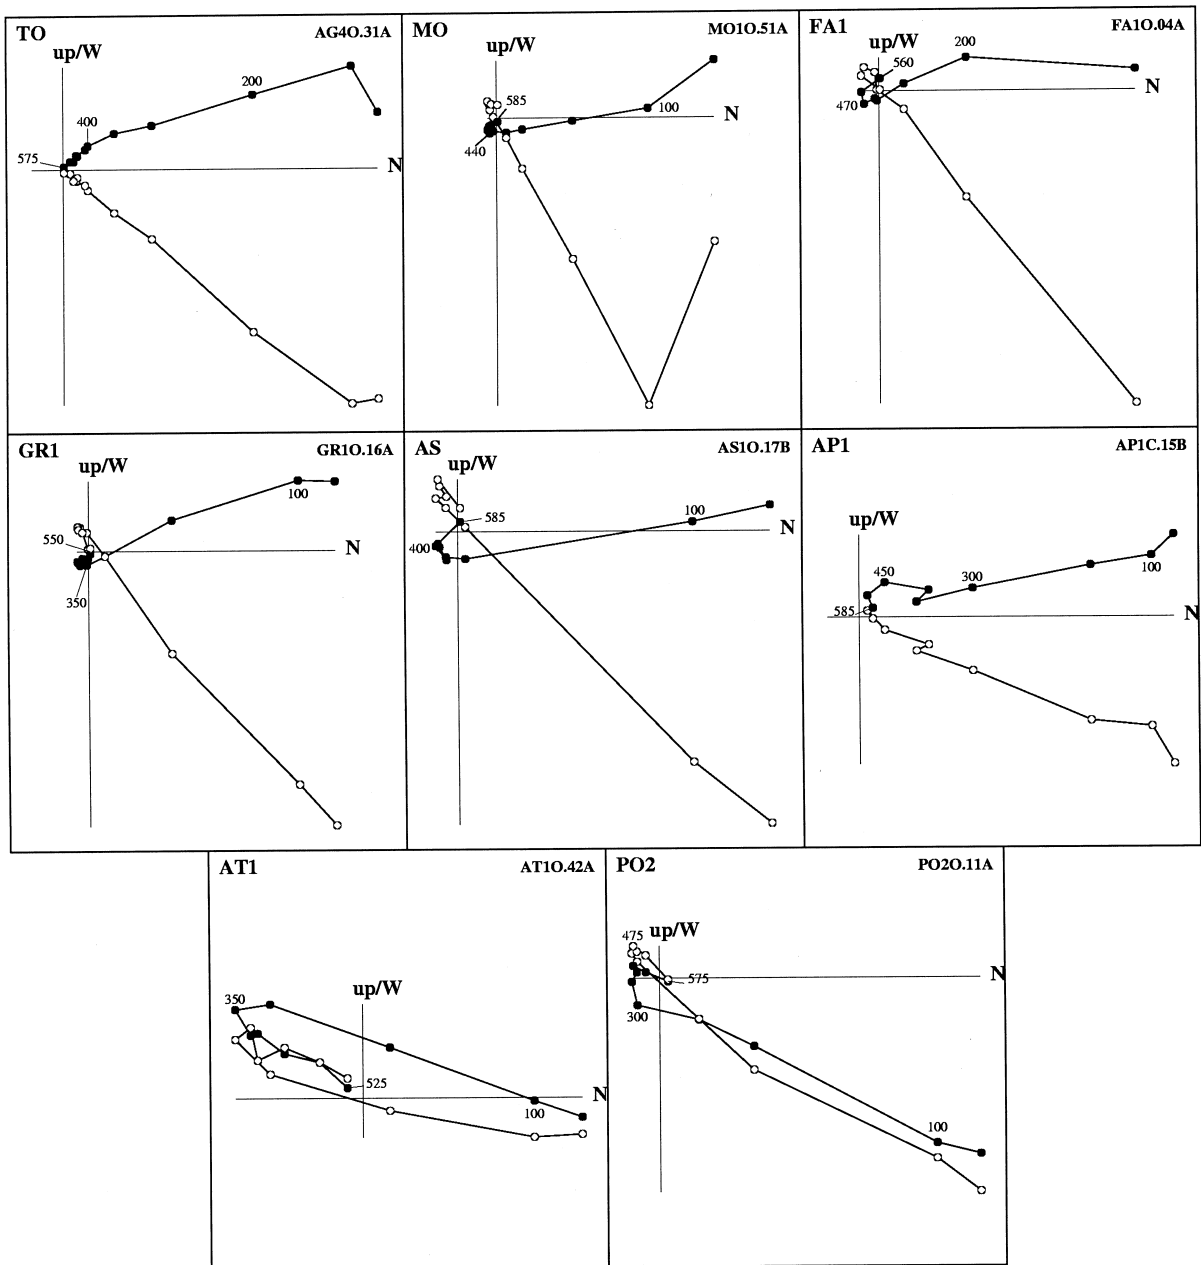 TO AG4O.31A
up/W
200
400
575
N
MO MO1O.51A
up/W
585
100
N
440
FA1 FA1O.04A
up/W
200
560
N
470
GR1 GR1O.16A
up/W
100
550
N
350
AS AS1O.17B
up/W
585
100
N
400
AP1 AP1C.15B
up/W
450
300
100
585
N
AT1 AT1O.42A
up/W
350
525
N
100
PO2 PO2O.11A
475
up/W
N
575
300
100